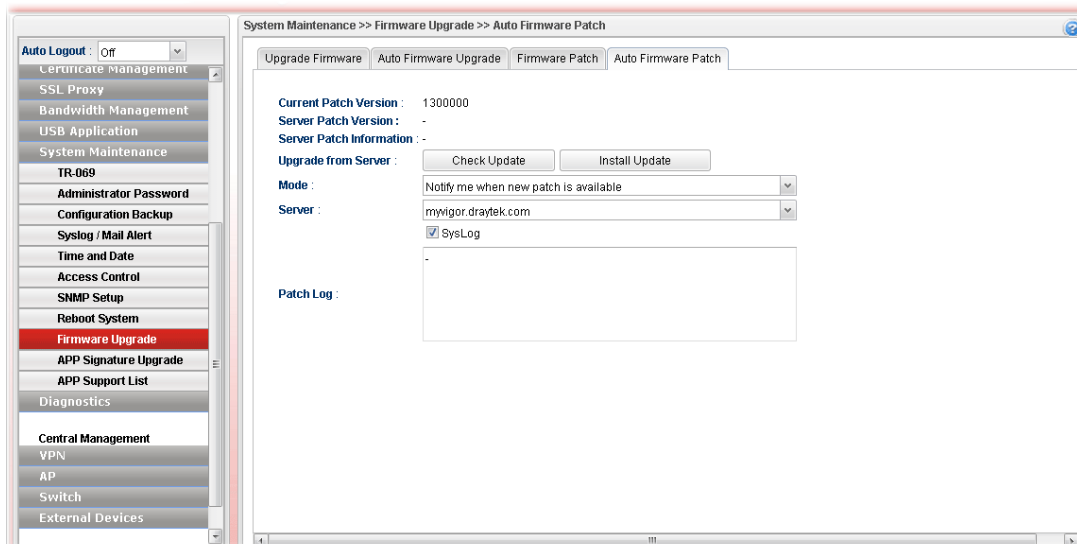 System Maintenance >> Firmware Upgrade >> Auto Firmware Patch
Auto Logout : Off
Certificate Management
SSL Proxy
Bandwidth Management
USB Application
System Maintenance
TR-069
Administrator Password
Configuration Backup
Syslog / Mail Alert
Time and Date
Access Control
SNMP Setup
Reboot System
Firmware Upgrade
APP Signature Upgrade
APP Support List
Diagnostics
Central Management
VPN
AP
Switch
External Devices
Upgrade Firmware Auto Firmware Upgrade Firmware Patch Auto Firmware Patch
Current Patch Version : 1300000
Server Patch Version : -
Server Patch Information : -
Upgrade from Server : Check Update Install Update
Mode : Notify me when new patch is available
Server : myvigor.draytek.com
SysLog
-
Patch Log :